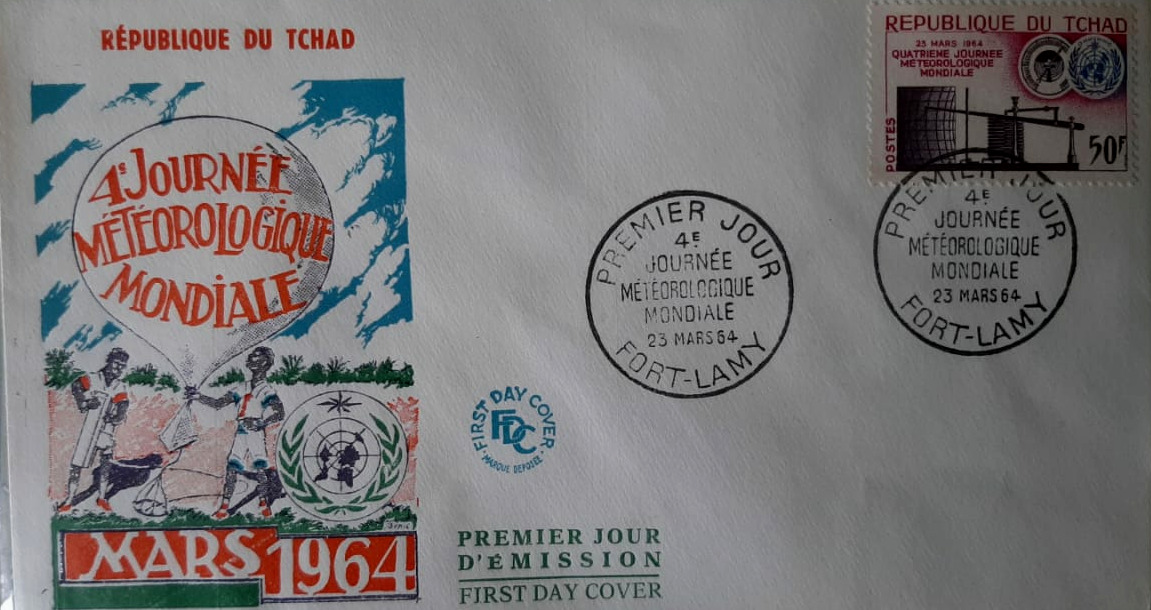 RÉPUBLIQUE DU TCHAD
4e JOURNÉE
MÉTÉOROLOGIQUE
MONDIALE
MARS 1964
FIRST DAY COVER
FDC
MARQUE DEPOSÉE
PREMIER JOUR
D'ÉMISSION
FIRST DAY COVER
PREMIER JOUR
4E
JOURNÉE
MÉTÉOROLOGIQUE
MONDIALE
23 MARS 64
FORT-LAMY
REPUBLIQUE DU TCHAD
23 MARS 1964
QUATRIEME JOURNEE
METEOROLOGIQUE
MONDIALE
POSTES
50F
PREMIER JOUR
4E
JOURNÉE
MÉTÉOROLOGIQUE
MONDIALE
23 MARS 64
FORT-LAMY